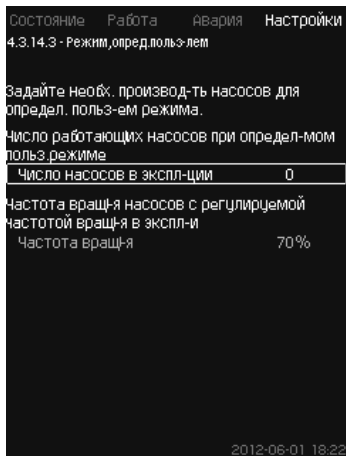 Состояние Работа Авария Настройки
4.3.14.3 - Режим,опред.польз-лем
Задайте необх. производ-ть насосов для
определ. польз-ем режима.
Число работающих насосов при определ-мом
польз.режиме
Число насосов в экспл-ции 0
Частота вращ-я насосов с регулируемой
частотой вращ-я в экспл-и
Частота вращ-я 70%
2012-06-01 18:22